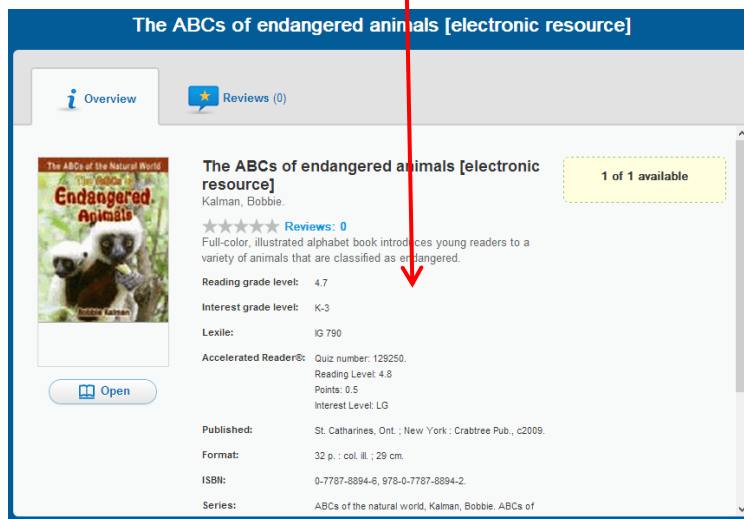 The ABCs of endangered animals [electronic resource]
Overview
Reviews (0)
The ABCs of the Natural World
The ABCs of
Endangered
Animals
Bobbie Kalman
Open
The ABCs of endangered animals [electronic
resource]
Kalman, Bobbie.
Reviews: 0
Full-color, illustrated alphabet book introduces young readers to a
variety of animals that are classified as endangered.
Reading grade level: 4.7
Interest grade level: K-3
Lexile: IG 790
Accelerated Reader®: Quiz number: 129250.
Reading Level: 4.8
Points: 0.5
Interest Level: LG
Published: St. Catharines, Ont. ; New York : Crabtree Pub., c2009.
Format: 32 p. : col. ill. ; 29 cm.
ISBN: 0-7787-8894-6, 978-0-7787-8894-2.
Series: ABCs of the natural world, Kalman, Bobbie. ABCs of
1 of 1 available